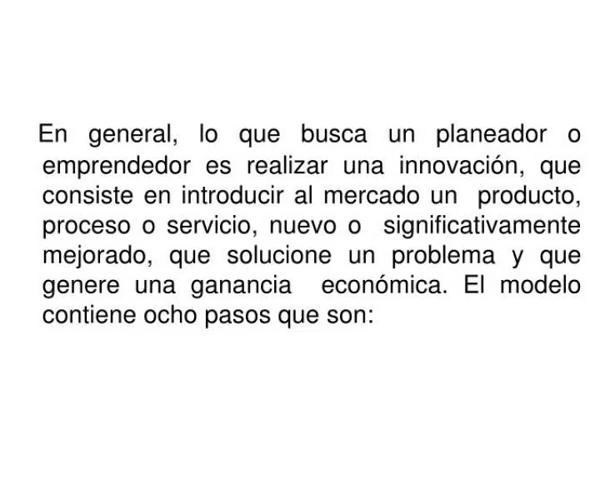 En general, lo que busca un planeador o
emprendedor es realizar una innovación, que
consiste en introducir al mercado un producto,
proceso o servicio, nuevo o significativamente
mejorado, que solucione un problema y que
genere una ganancia económica. El modelo
contiene ocho pasos que son: